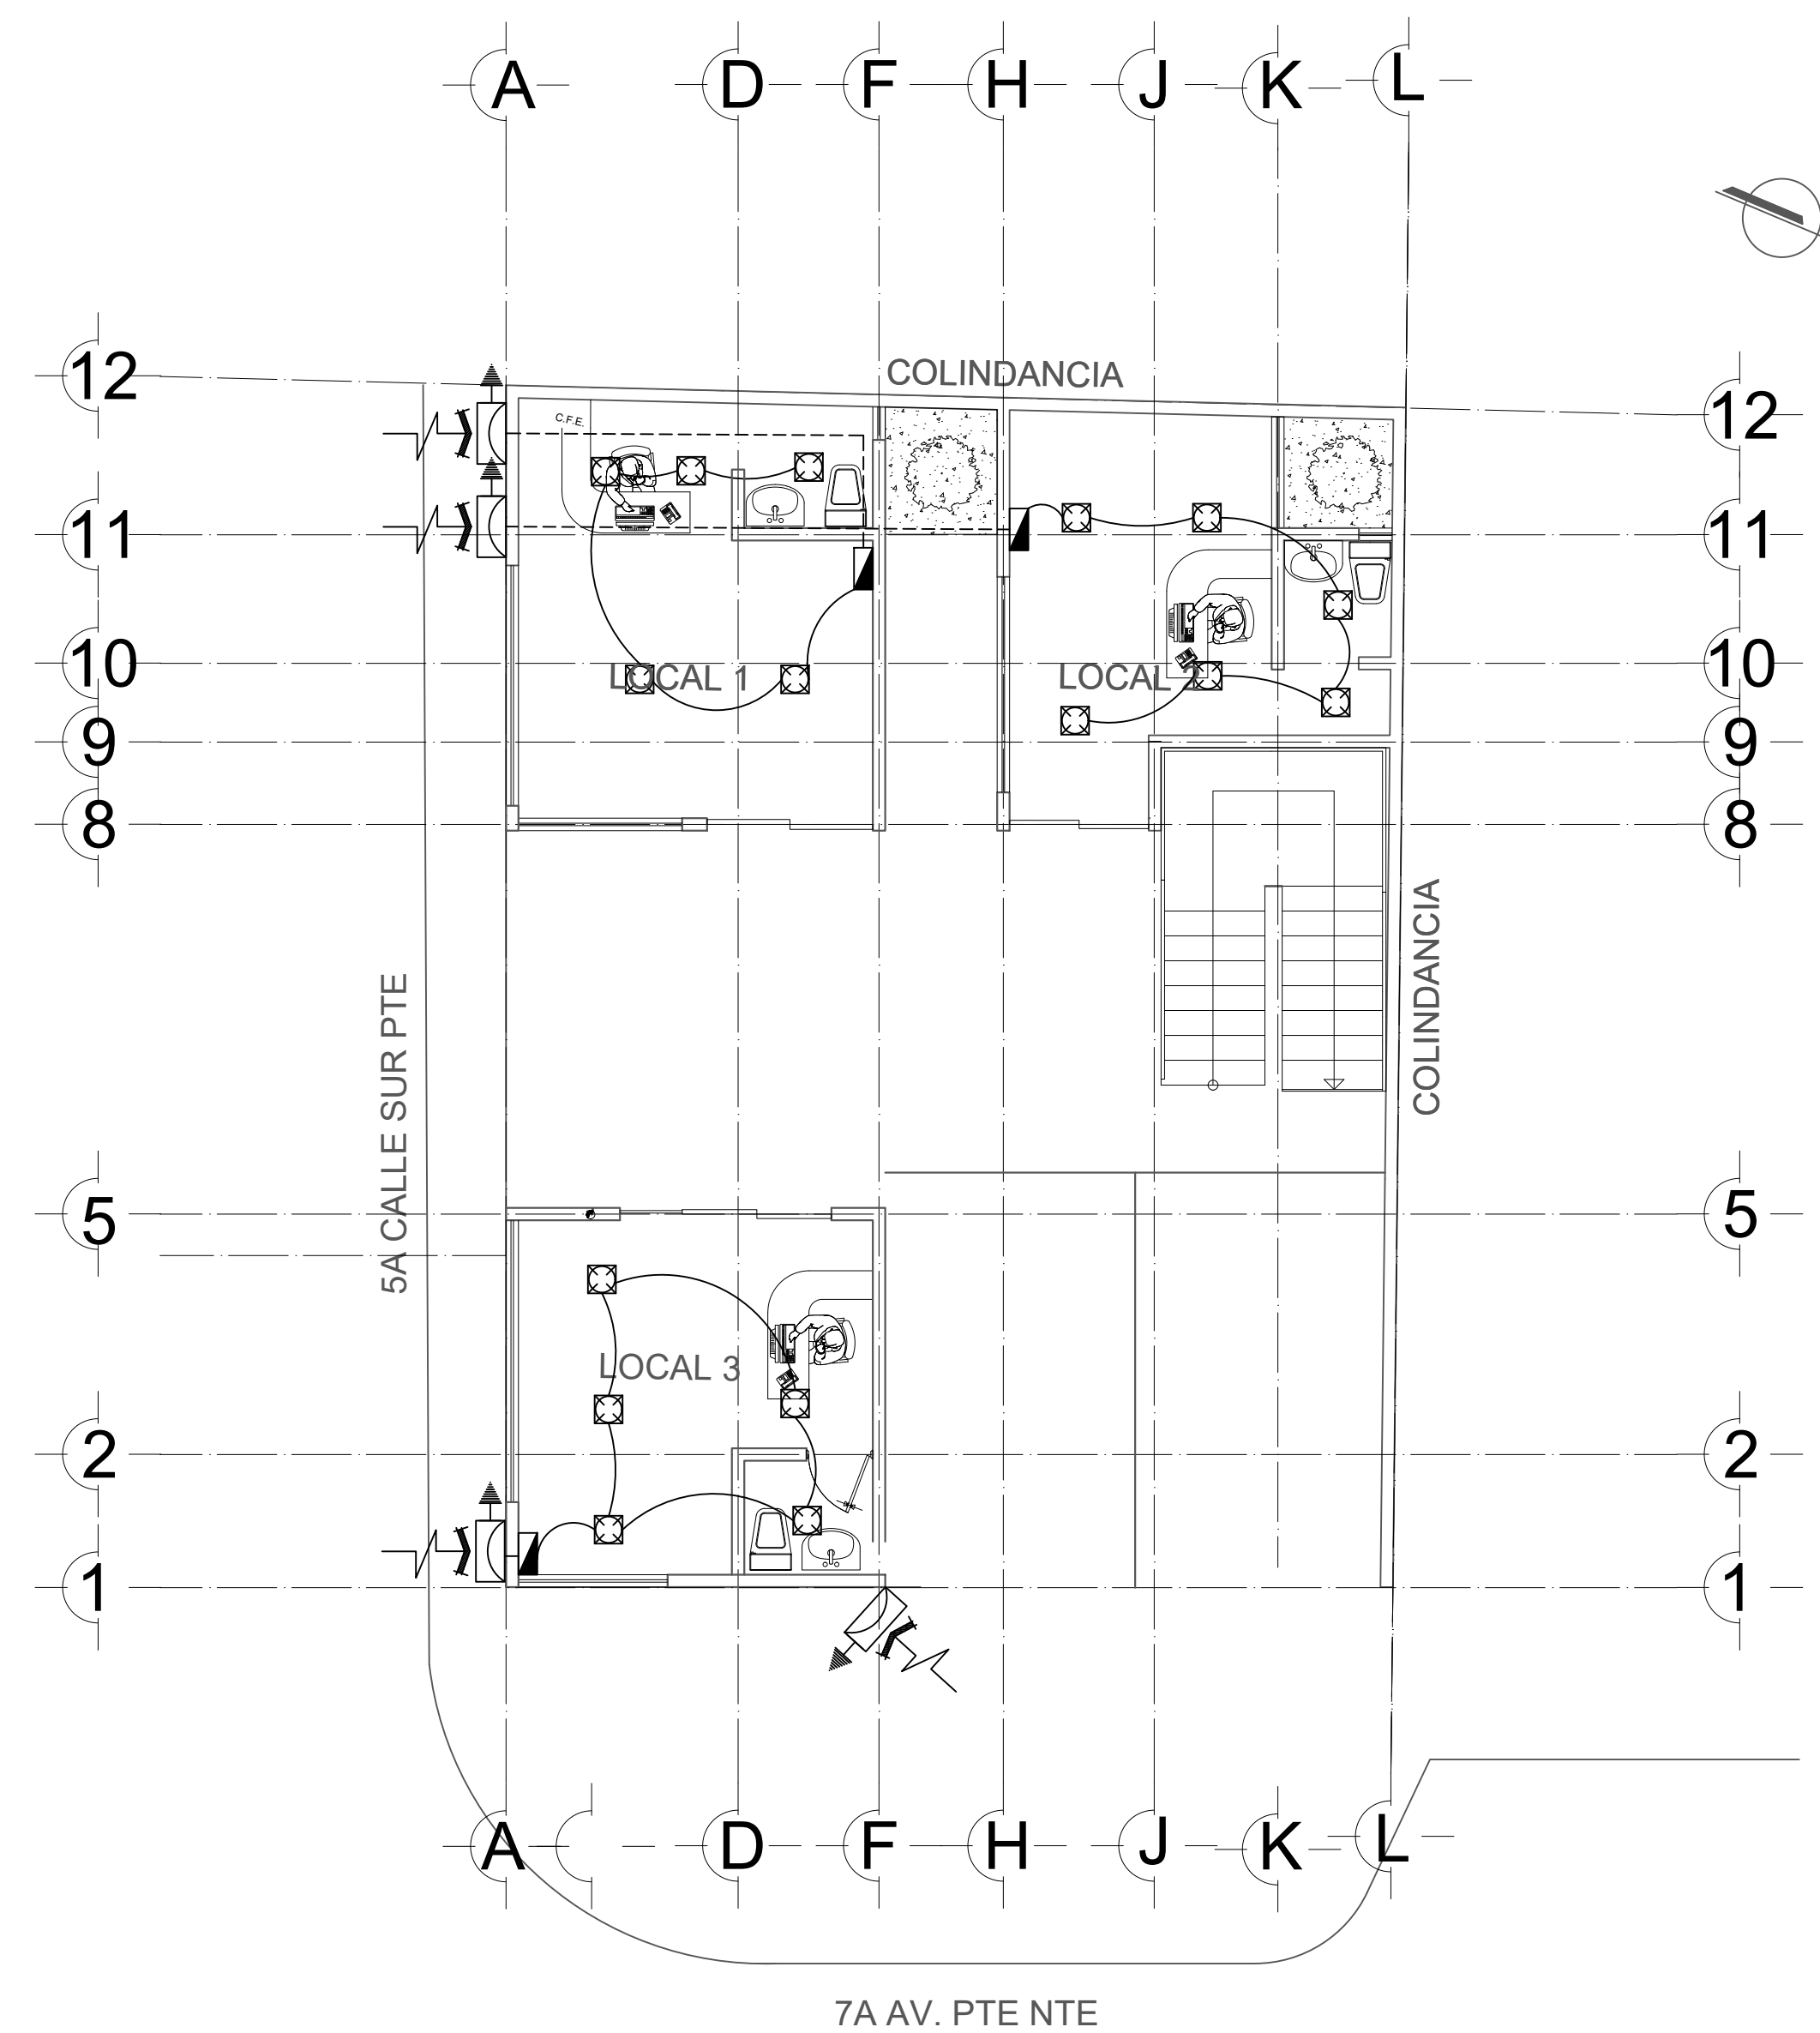 A D F H J K L
12 COLINDANCIA 12
C.F.E.
11 11
10 LOCAL 1 LOCAL 2 10
9 9
8 8
COLINDANCIA
5A CALLE SUR PTE
5 5
LOCAL 3
2 2
1 1
A D F H J K L
7A AV. PTE NTE